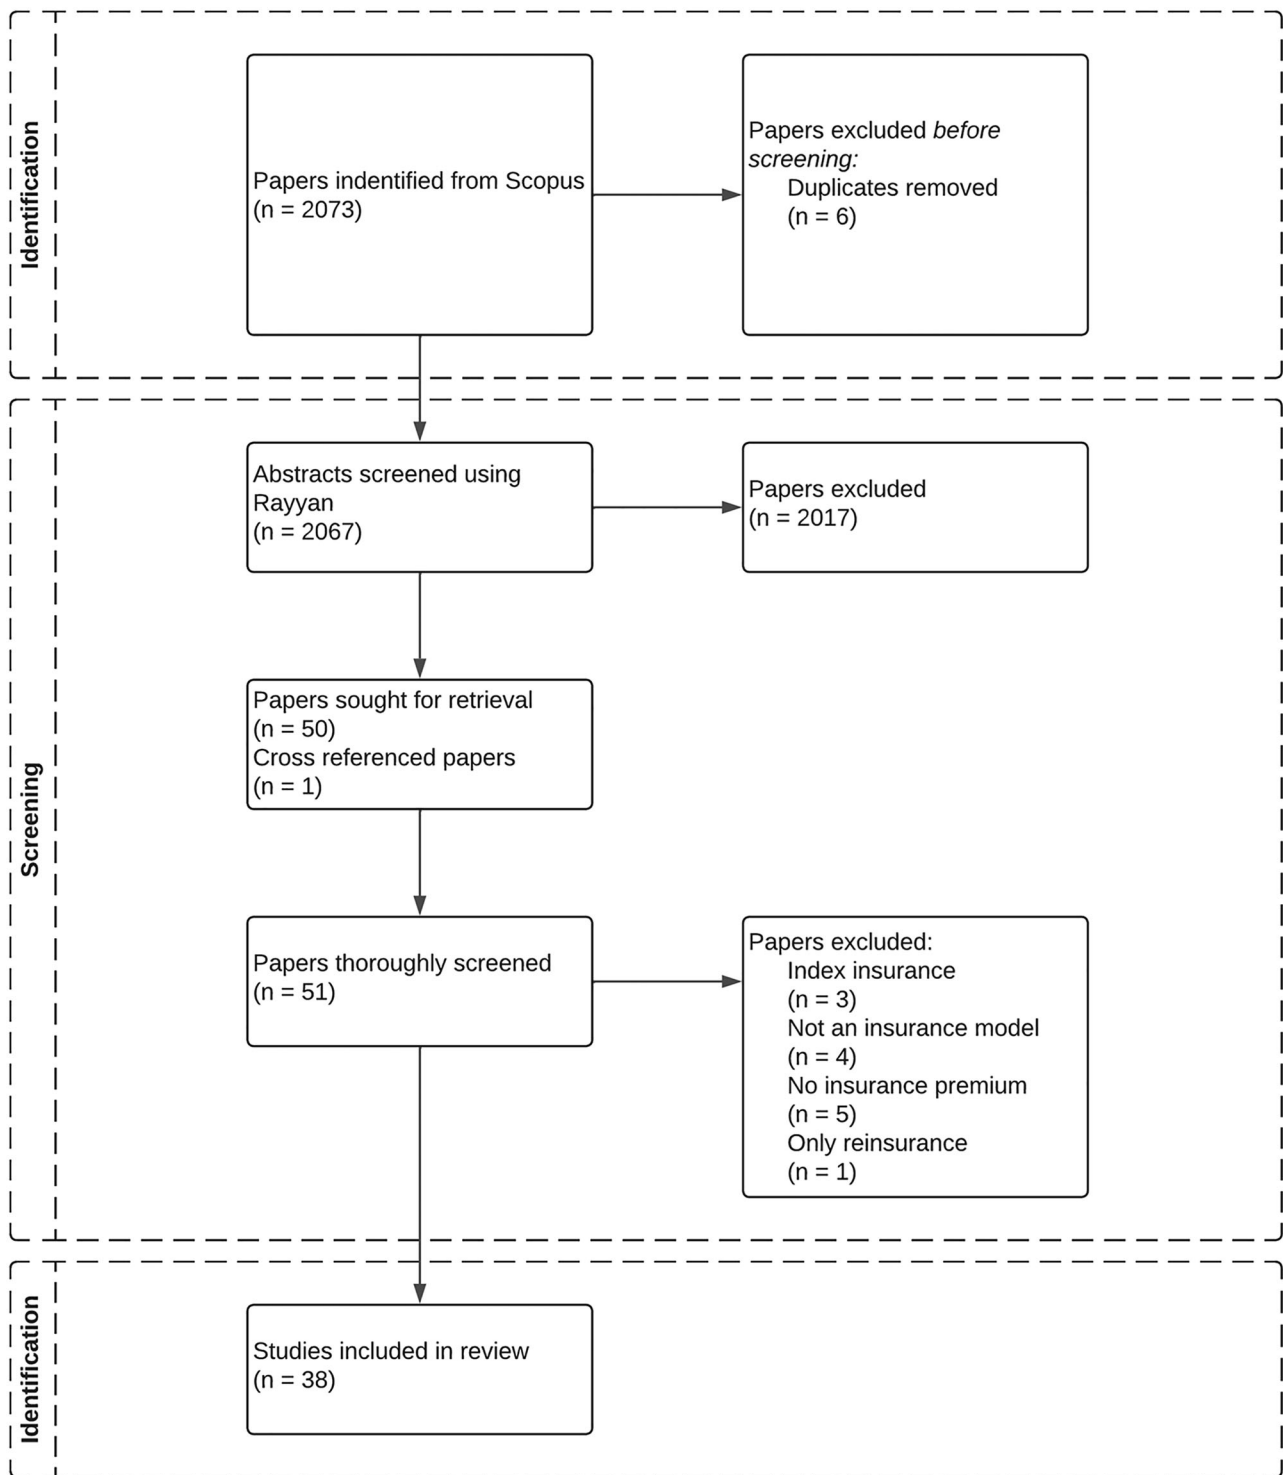 Identification
Papers indentified from Scopus
(n = 2073)
Papers excluded before
screening:
Duplicates removed
(n = 6)
Screening
Abstracts screened using
Rayyan
(n = 2067)
Papers excluded
(n = 2017)
Papers sought for retrieval
(n = 50)
Cross referenced papers
(n = 1)
Papers thoroughly screened
(n = 51)
Papers excluded:
Index insurance
(n = 3)
Not an insurance model
(n = 4)
No insurance premium
(n = 5)
Only reinsurance
(n = 1)
Identification
Studies included in review
(n = 38)